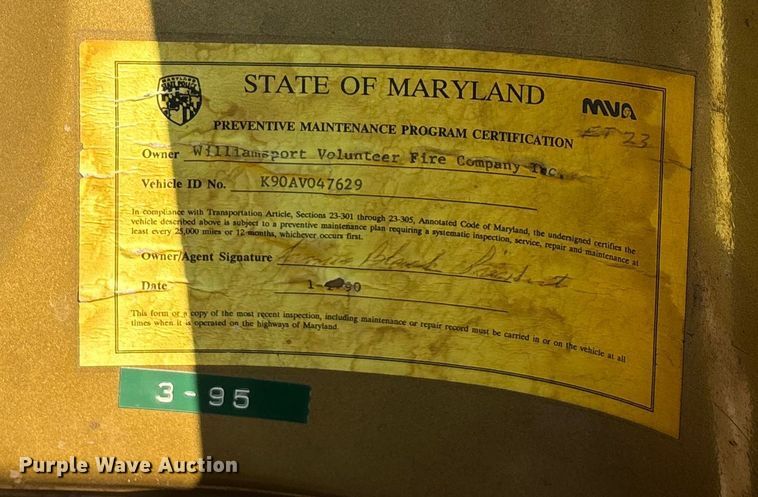 STATE OF MARYLAND
MVA
PREVENTIVE MAINTENANCE PROGRAM CERTIFICATION
ET 23
Owner Williamsport Volunteer Fire Company Inc.
Vehicle ID No. K90AV047629
In compliance with Transportation Article, Sections 23-301 through 23-305, Annotated Code of Maryland, the undersigned certifies the
vehicle described above is subject to a preventive maintenance plan requiring a systematic inspection, service, repair and maintenance at
least every 25,000 miles or 12 months, whichever occurs first.
Owner/Agent Signature President
Date 1- -90
This form or a copy of the most recent inspection, including maintenance or repair record must be carried in or on the vehicle at all
times when it is operated on the highways of Maryland.
3-95
Purple Wave Auction